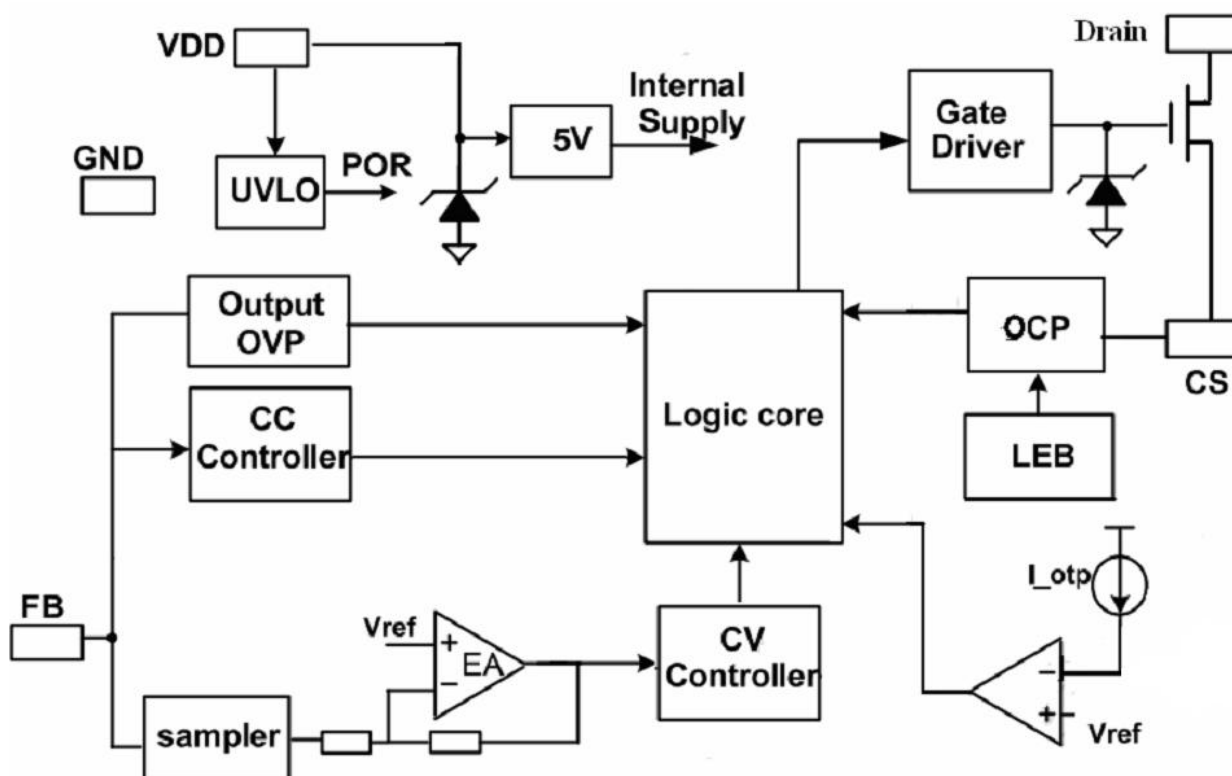 VDD
Drain
Internal
Supply
5V
Gate
Driver
GND
UVLO
POR
Output
OVP
OCP
CS
CC
Controller
Logic core
LEB
I_otp
FB
Vref
+
EA
-
CV
Controller
-
+
Vref
sampler